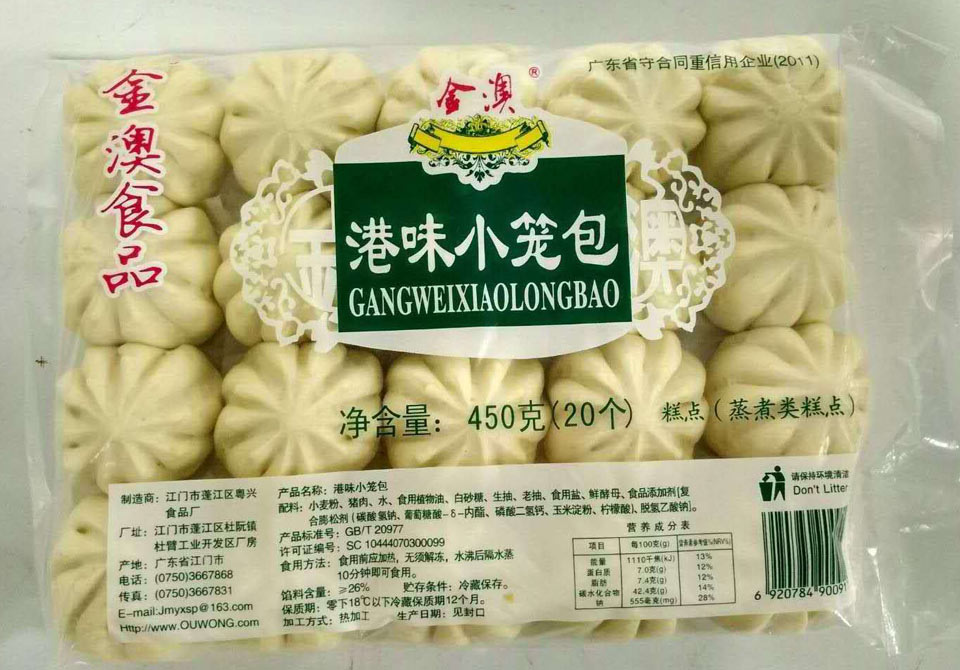 广东省守合同重信用企业(2011)
金澳®
金澳食品
港味小笼包
GANGWEIXIAOLONGBAO
澳
净含量: 450克(20个) 糕点(蒸煮类糕点)
制造商: 江门市蓬江区粤兴
食品厂
厂址: 江门市蓬江区杜阮镇
杜臂工业开发区厂房
产地: 广东省江门市
电话: (0750)3667868
传真: (0750)3667831
E-mail:Jmyxsp@163.com
Http://www.OUWONG.com
产品名称: 港味小笼包
配料: 小麦粉、猪肉、水、食用植物油、白砂糖、生抽、老抽、食用盐、鲜酵母、食品添加剂[复
合膨松剂(碳酸氢钠、葡萄糖酸-δ-内酯、磷酸二氢钙、玉米淀粉、柠檬酸)、脱氢乙酸钠]。
产品标准号: GB/T 20977
许可证编号: SC 10444070300099
食用方法: 食用前应加热, 无须解冻, 水沸后隔水蒸
10分钟即可食用。
馅料含量: ≥26% 贮存条件: 冷藏保存。
保质期: 零下18℃以下冷藏保质期12个月。
加工方式: 热加工 生产日期: 见封口
营养成分表
项目 每100克(g) 营养素参考值%(NRV%)
能量 1110千焦(kJ) 13%
蛋白质 7.0克(g) 12%
脂肪 7.4克(g) 12%
碳水化合物 42.4克(g) 14%
钠 555毫克(mg) 28%
请保持环境清洁
Don't Litter
6 920784 90091